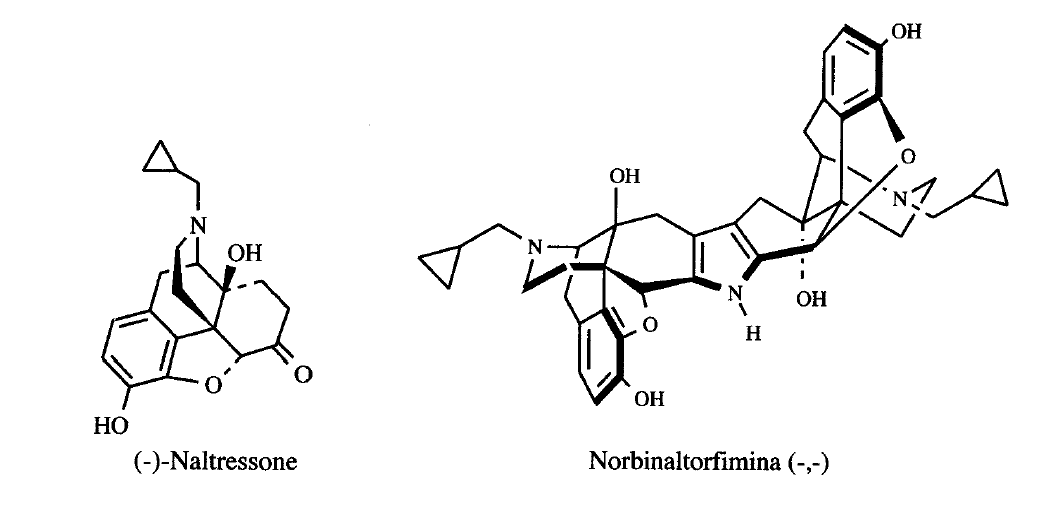 N
OH
O
O
HO
(-)-Naltressone
OH
O
N
OH
N
O
N
H
OH
OH
Norbinaltorfimina (-,-)